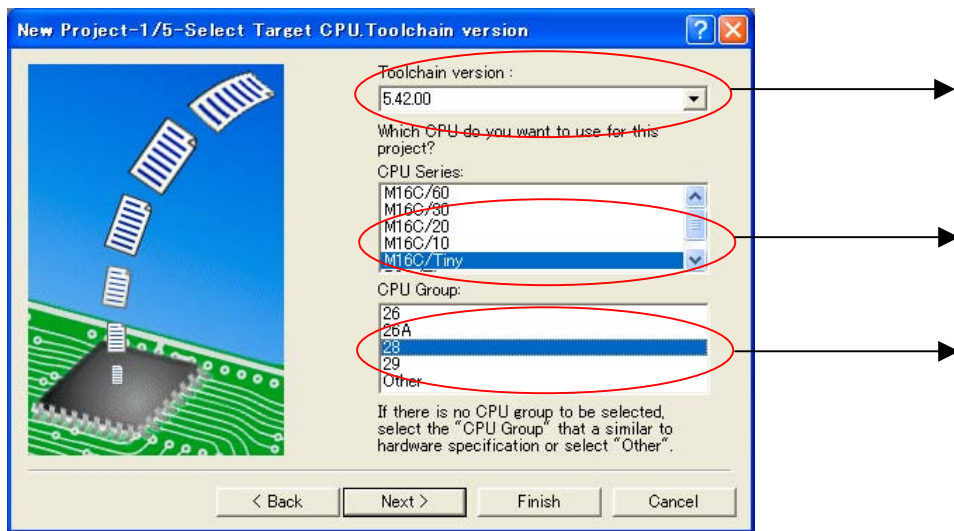 New Project-1/5-Select Target CPU.Toolchain version
Toolchain version :
5.42.00
Which CPU do you want to use for this
project?
CPU Series:
M16C/60
M16C/30
M16C/20
M16C/10
M16C/Tiny
CPU Group:
26
26A
28
29
Other
If there is no CPU group to be selected,
select the "CPU Group" that a similar to
hardware specification or select "Other".
< Back
Next >
Finish
Cancel